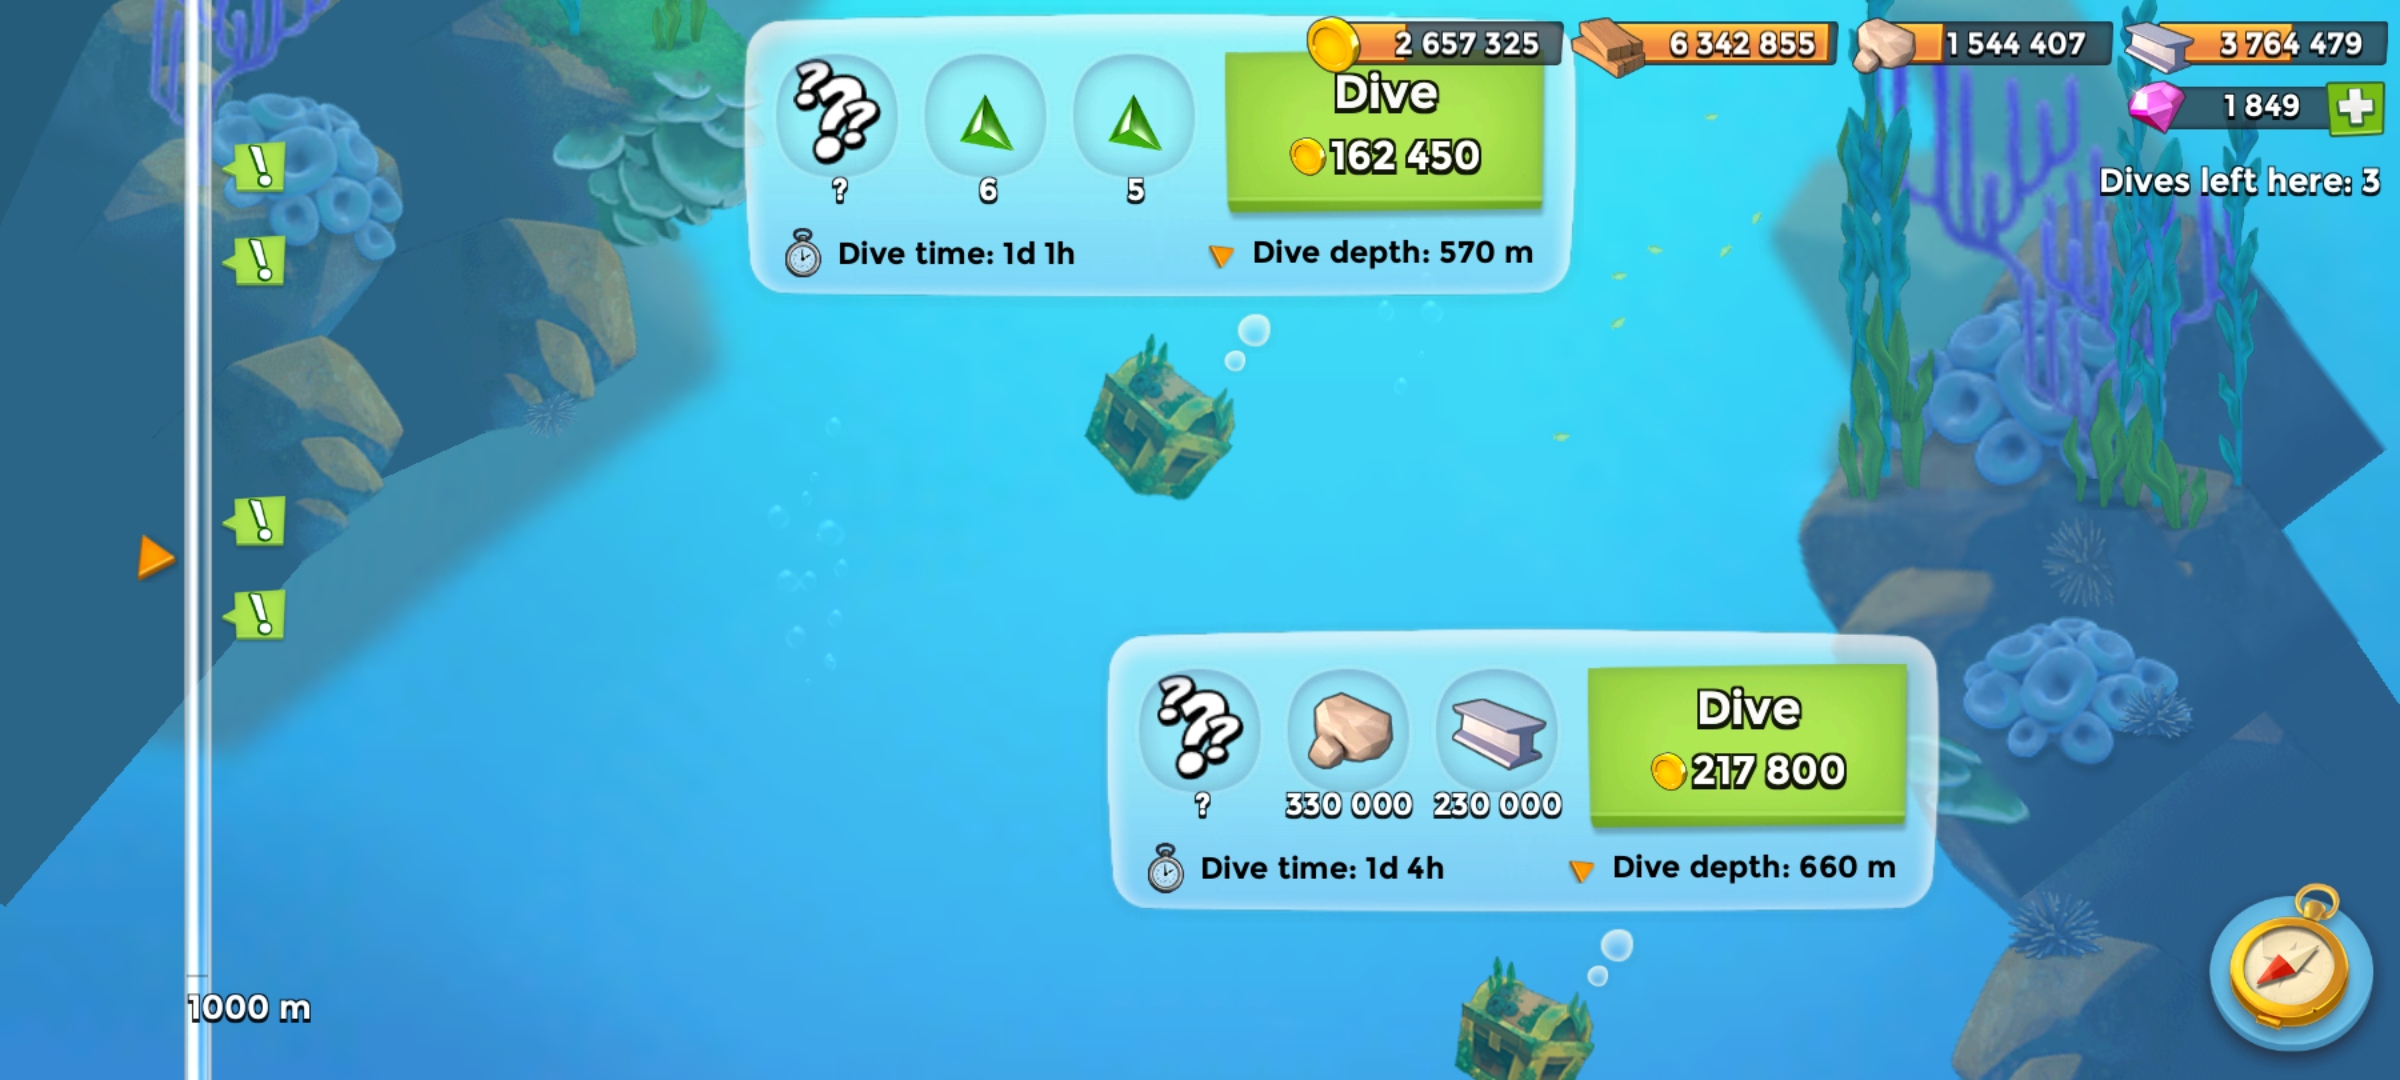 2 657 325
6 342 855
1 544 407
3 764 479
1 849
Dives left here: 3
???
?
6
5
Dive
162 450
Dive time: 1d 1h
Dive depth: 570 m
???
?
330 000
230 000
Dive
217 800
Dive time: 1d 4h
Dive depth: 660 m
!
!
!
!
1000 m